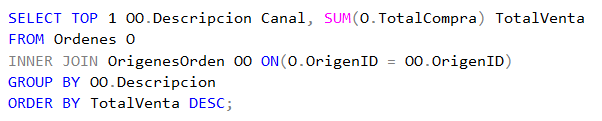 SELECT TOP 1 OO.Descripcion Canal, SUM(O.TotalCompra) TotalVenta
FROM Ordenes O
INNER JOIN OrigenesOrden OO ON(O.OrigenID = OO.OrigenID)
GROUP BY OO.Descripcion
ORDER BY TotalVenta DESC;